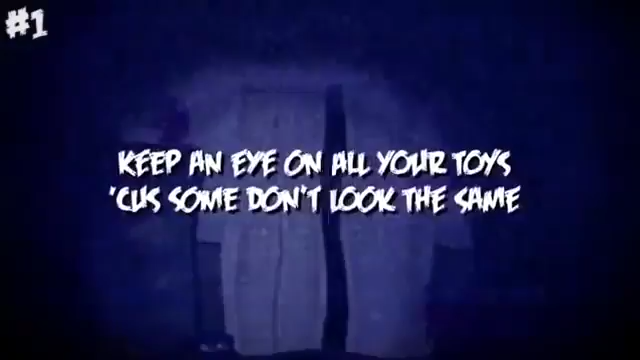 #1
KEEP AN EYE ON ALL YOUR TOYS
'CUS SOME DON'T LOOK THE SAME